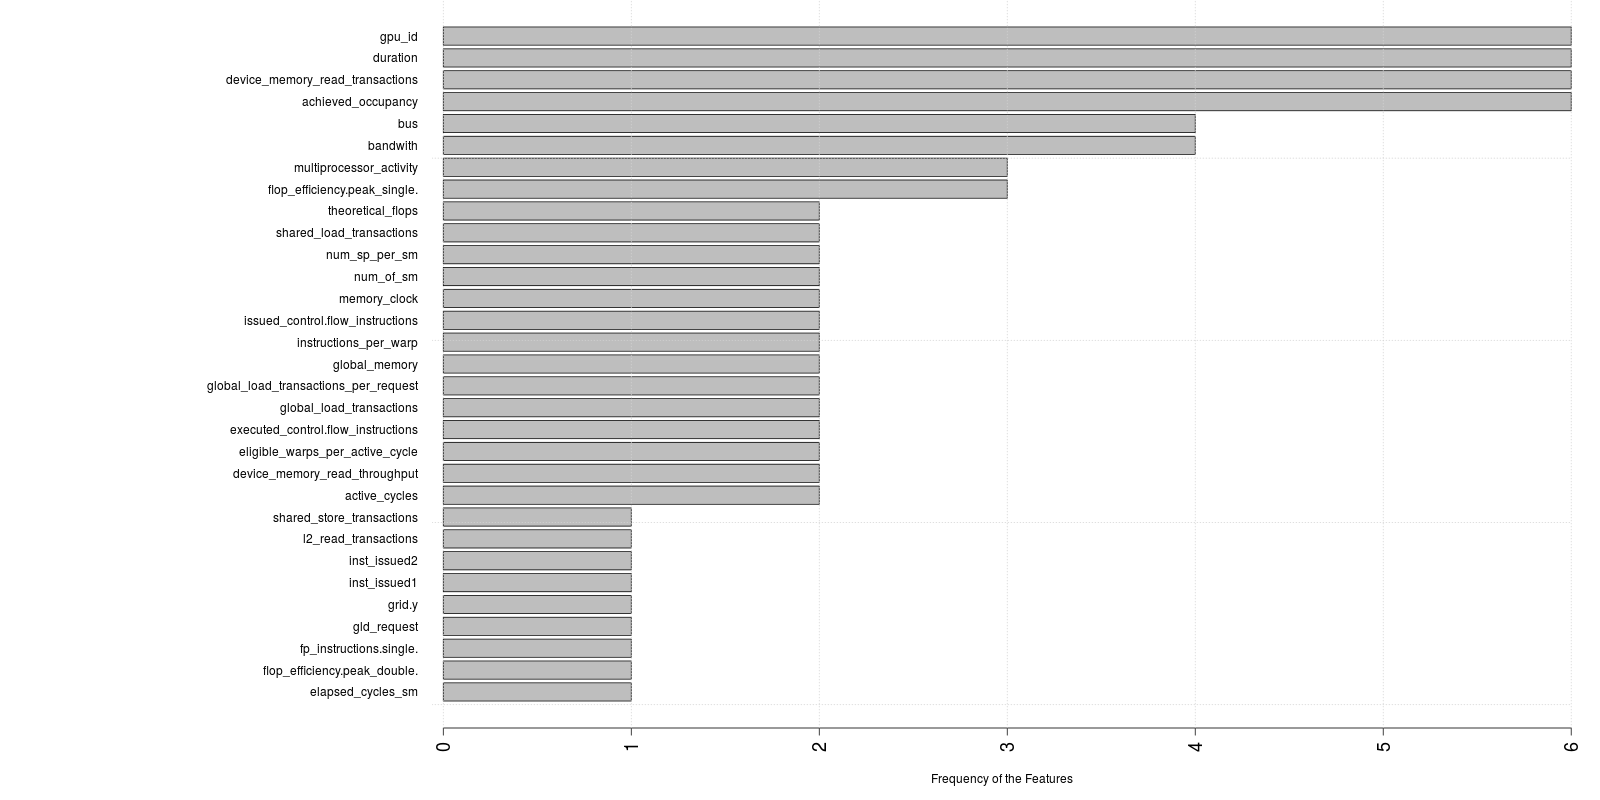 gpu_id
duration
device_memory_read_transactions
achieved_occupancy
bus
bandwith
multiprocessor_activity
flop_efficiency.peak_single.
theoretical_flops
shared_load_transactions
num_sp_per_sm
num_of_sm
memory_clock
issued_control.flow_instructions
instructions_per_warp
global_memory
global_load_transactions_per_request
global_load_transactions
executed_control.flow_instructions
eligible_warps_per_active_cycle
device_memory_read_throughput
active_cycles
shared_store_transactions
l2_read_transactions
inst_issued2
inst_issued1
grid.y
gld_request
fp_instructions.single.
flop_efficiency.peak_double.
elapsed_cycles_sm
0 1 2 3 4 5 6
Frequency of the Features